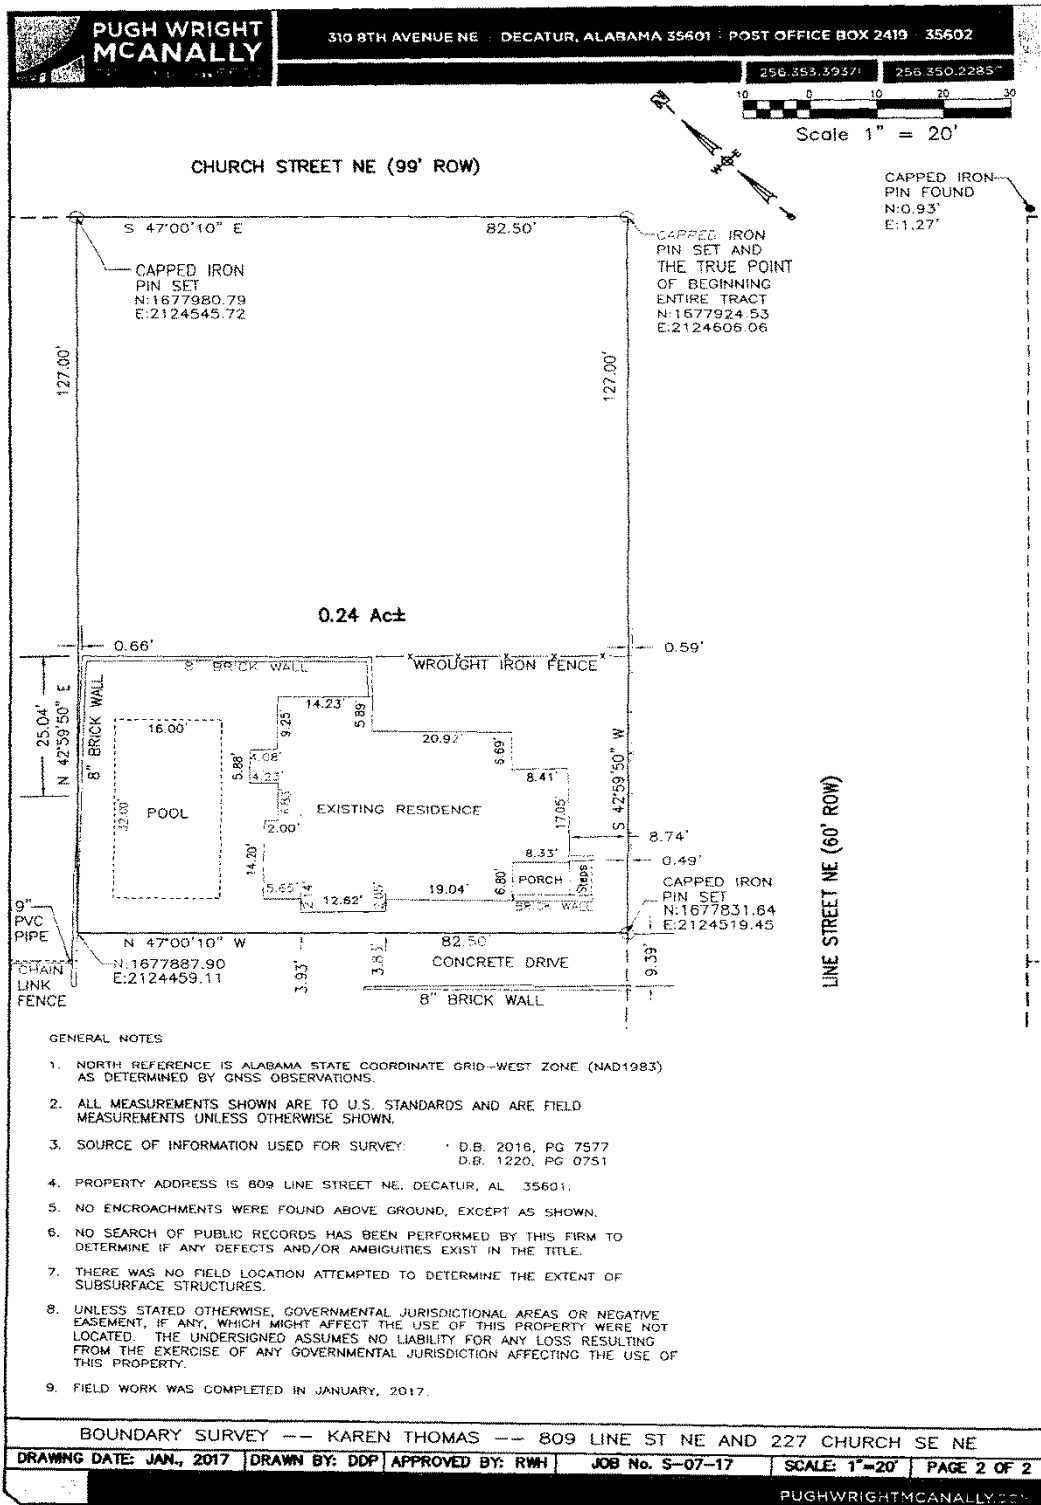 PUGH WRIGHT
MCANALLY
310 8TH AVENUE NE : DECATUR, ALABAMA 35601 : POST OFFICE BOX 2419 : 35602
256.353.3937
256.350.2285
10 0 10 20 30
Scale 1" = 20'
W E
CHURCH STREET NE (99' ROW)
CAPPED IRON
PIN FOUND
N:0.93'
E:1.27'
S 47°00'10" E
82.50'
CAPPED IRON
PIN SET
N:1677980.79
E:2124545.72
CAPPED IRON
PIN SET AND
THE TRUE POINT
OF BEGINNING
ENTIRE TRACT
N:1677924.53
E:2124606.06
127.00'
127.00'
0.24 Ac±
0.66'
0.59'
8" BRICK WALL
WROUGHT IRON FENCE
25.04'
N 42°59'50" E
8" BRICK WALL
16.00'
32.00'
POOL
14.23'
9.25'
5.89'
20.92'
5.88'
4.23'
8.41'
17.05'
S 42°59'50" W
EXISTING RESIDENCE
2.00'
14.20'
8.74'
8.33'
0.49'
5.65'
2.14'
12.62'
19.04'
6.80'
PORCH
Steps
BRICK WALL
CAPPED IRON
PIN SET
N:1677831.64
E:2124519.45
LINE STREET NE (60' ROW)
9"
PVC
PIPE
N 47°00'10" W
82.50'
N:1677887.90
E:2124459.11
CHAIN
LINK
FENCE
3.93'
3.83'
CONCRETE DRIVE
9.39'
8" BRICK WALL
GENERAL NOTES
1. NORTH REFERENCE IS ALABAMA STATE COORDINATE GRID-WEST ZONE (NAD1983)
AS DETERMINED BY GNSS OBSERVATIONS.
2. ALL MEASUREMENTS SHOWN ARE TO U.S. STANDARDS AND ARE FIELD
MEASUREMENTS UNLESS OTHERWISE SHOWN.
3. SOURCE OF INFORMATION USED FOR SURVEY: D.B. 2016, PG 7577
D.B. 1220, PG 0751
4. PROPERTY ADDRESS IS 809 LINE STREET NE. DECATUR, AL 35601.
5. NO ENCROACHMENTS WERE FOUND ABOVE GROUND, EXCEPT AS SHOWN.
6. NO SEARCH OF PUBLIC RECORDS HAS BEEN PERFORMED BY THIS FIRM TO
DETERMINE IF ANY DEFECTS AND/OR AMBIGUITIES EXIST IN THE TITLE.
7. THERE WAS NO FIELD LOCATION ATTEMPTED TO DETERMINE THE EXTENT OF
SUBSURFACE STRUCTURES.
8. UNLESS STATED OTHERWISE, GOVERNMENTAL JURISDICTIONAL AREAS OR NEGATIVE
EASEMENT, IF ANY, WHICH MIGHT AFFECT THE USE OF THIS PROPERTY WERE NOT
LOCATED. THE UNDERSIGNED ASSUMES NO LIABILITY FOR ANY LOSS RESULTING
FROM THE EXERCISE OF ANY GOVERNMENTAL JURISDICTION AFFECTING THE USE OF
THIS PROPERTY.
9. FIELD WORK WAS COMPLETED IN JANUARY, 2017.
BOUNDARY SURVEY -- KAREN THOMAS -- 809 LINE ST NE AND 227 CHURCH SE NE
DRAWING DATE: JAN., 2017 DRAWN BY: DDP APPROVED BY: RWH JOB No. S-07-17 SCALE: 1"=20' PAGE 2 OF 2
PUGHWRIGHTMCANALLY.COM